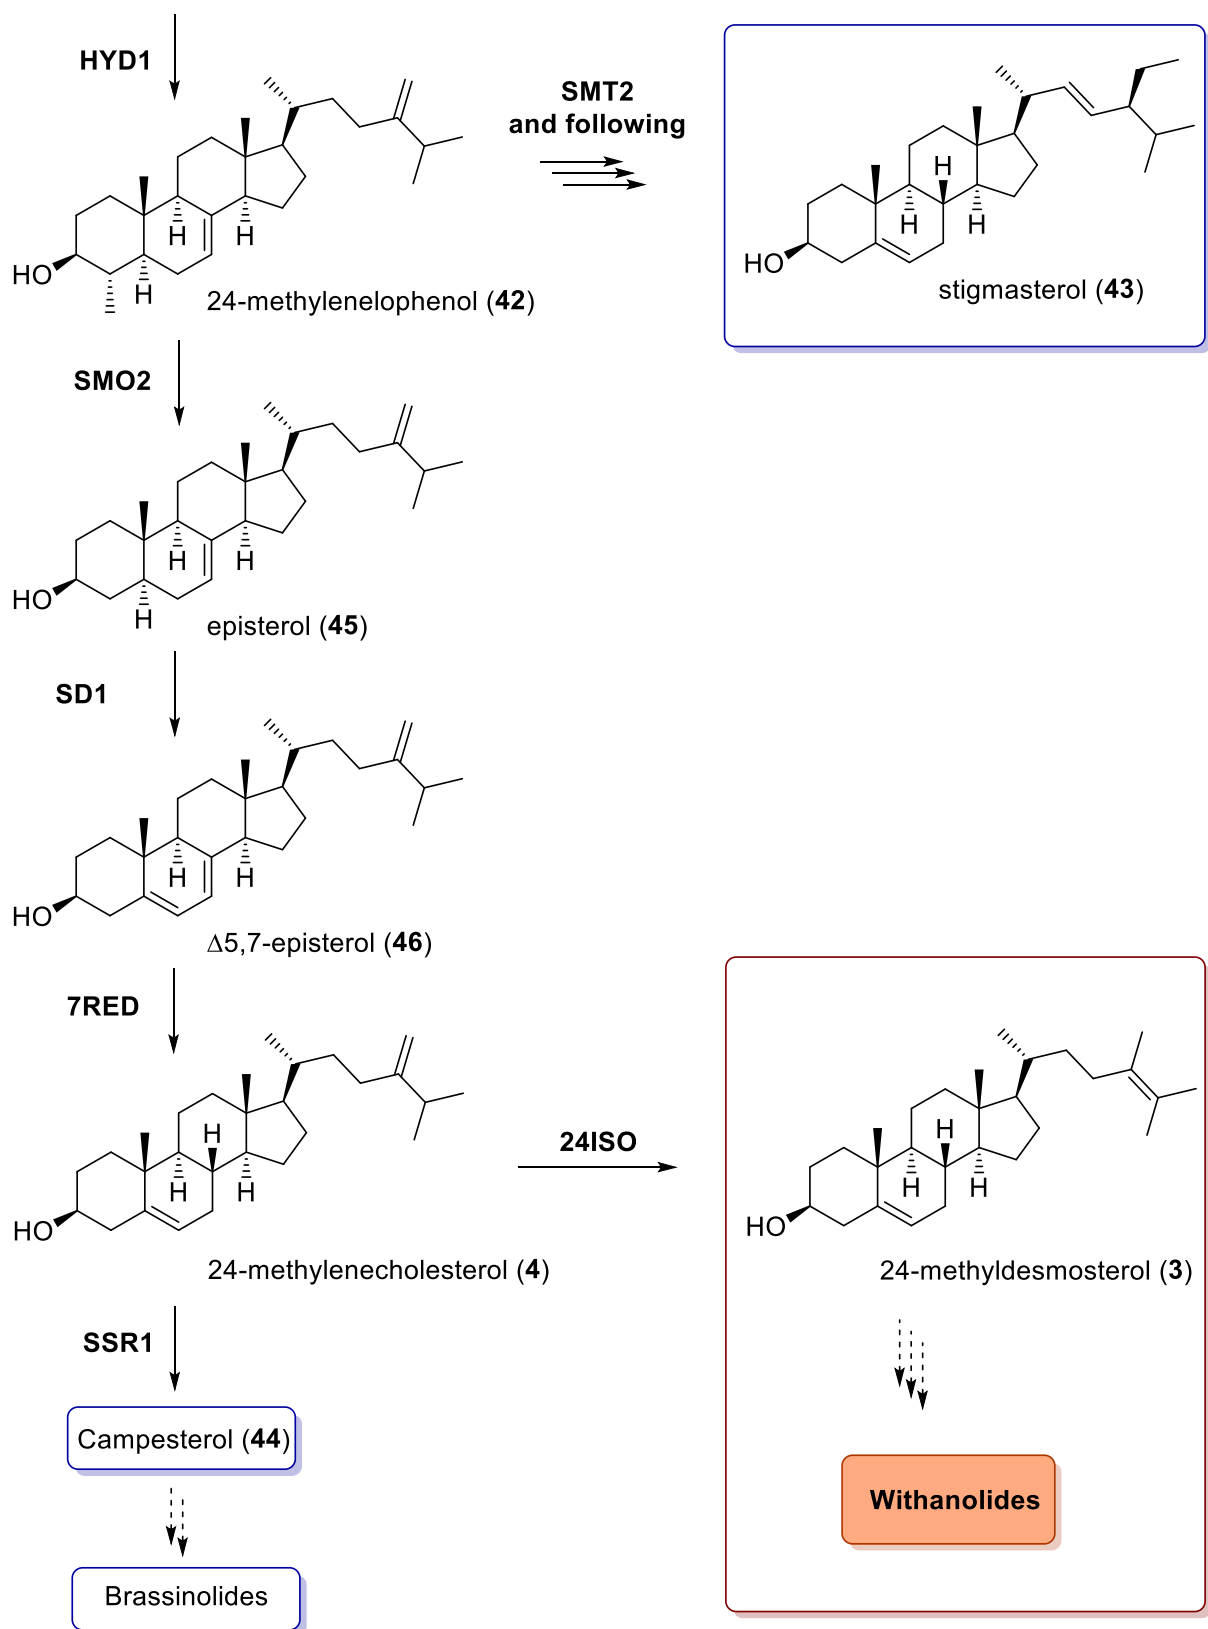 HYD1
SMT2
and following
H
H
H
HO
24-methylenelophenol (42)
H
H
H
HO
stigmasterol (43)
SMO2
H
H
H
HO
episterol (45)
SD1
H
H
HO
Δ5,7-episterol (46)
7RED
H
H
H
HO
24-methylenecholesterol (4)
24ISO
H
H
H
HO
24-methyldesmosterol (3)
SSR1
Campesterol (44)
Withanolides
Brassinolides